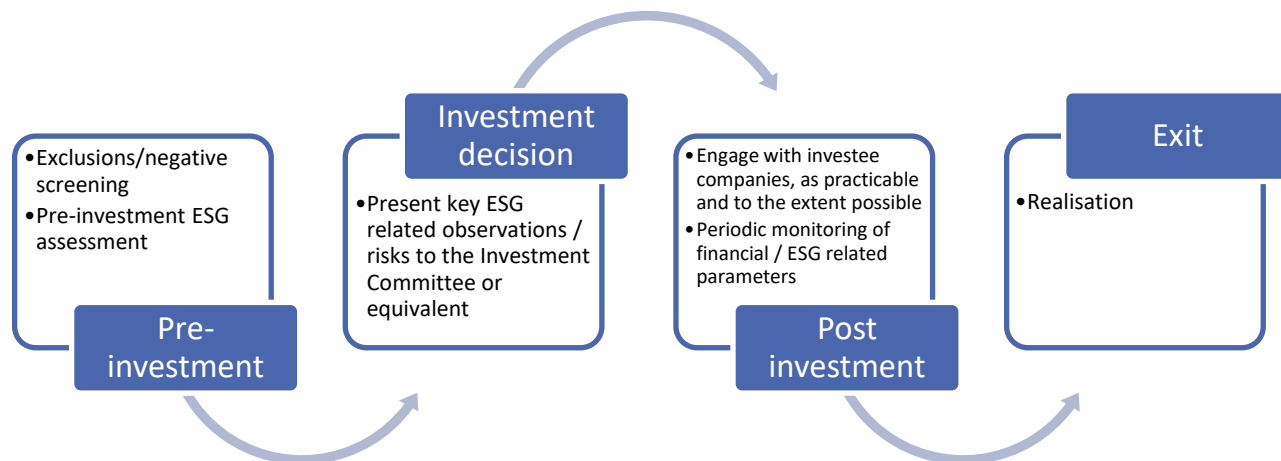 •Exclusions/negative
screening
•Pre-investment ESG
assessment
Pre-
investment
Investment
decision
•Present key ESG
related observations /
risks to the Investment
Committee or
equivalent
•Engage with investee
companies, as practicable
and to the extent possible
•Periodic monitoring of
financial / ESG related
parameters
Post
investment
Exit
•Realisation